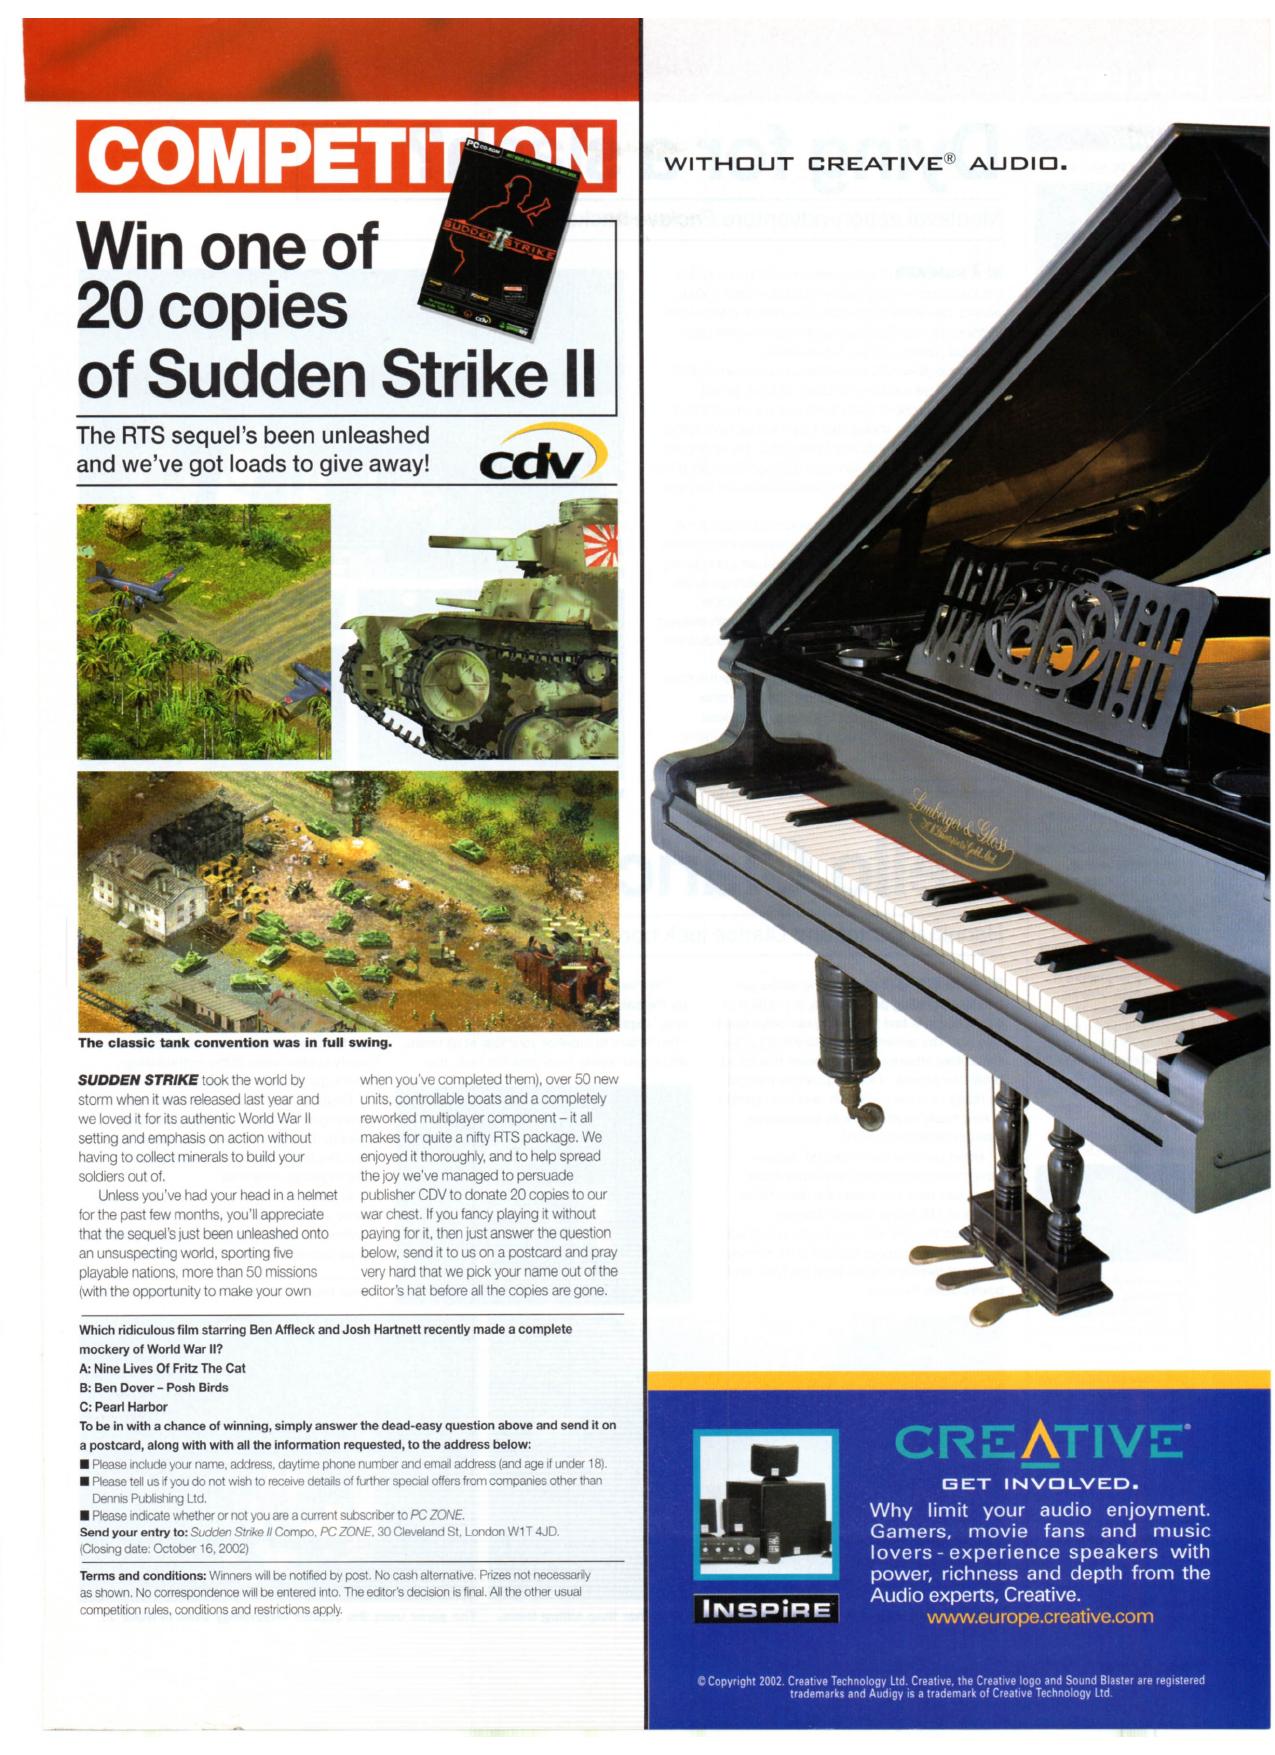 COMPETITION
Win one of
20 copies
of Sudden Strike II
PC CD-ROM
SUDDEN STRIKE
II
cdv
The RTS sequel's been unleashed
and we've got loads to give away!
cdv
The classic tank convention was in full swing.
SUDDEN STRIKE took the world by
storm when it was released last year and
we loved it for its authentic World War II
setting and emphasis on action without
having to collect minerals to build your
soldiers out of.
Unless you've had your head in a helmet
for the past few months, you'll appreciate
that the sequel's just been unleashed onto
an unsuspecting world, sporting five
playable nations, more than 50 missions
(with the opportunity to make your own
when you've completed them), over 50 new
units, controllable boats and a completely
reworked multiplayer component – it all
makes for quite a nifty RTS package. We
enjoyed it thoroughly, and to help spread
the joy we've managed to persuade
publisher CDV to donate 20 copies to our
war chest. If you fancy playing it without
paying for it, then just answer the question
below, send it to us on a postcard and pray
very hard that we pick your name out of the
editor's hat before all the copies are gone.
Which ridiculous film starring Ben Affleck and Josh Hartnett recently made a complete
mockery of World War II?
A: Nine Lives Of Fritz The Cat
B: Ben Dover – Posh Birds
C: Pearl Harbor
To be in with a chance of winning, simply answer the dead-easy question above and send it on
a postcard, along with with all the information requested, to the address below:
■ Please include your name, address, daytime phone number and email address (and age if under 18).
■ Please tell us if you do not wish to receive details of further special offers from companies other than
Dennis Publishing Ltd.
■ Please indicate whether or not you are a current subscriber to PC ZONE.
Send your entry to: Sudden Strike II Compo, PC ZONE, 30 Cleveland St, London W1T 4JD.
(Closing date: October 16, 2002)
Terms and conditions: Winners will be notified by post. No cash alternative. Prizes not necessarily
as shown. No correspondence will be entered into. The editor's decision is final. All the other usual
competition rules, conditions and restrictions apply.
WITHOUT CREATIVE® AUDIO.
CREATIVE®
GET INVOLVED.
Why limit your audio enjoyment.
Gamers, movie fans and music
lovers - experience speakers with
power, richness and depth from the
Audio experts, Creative.
www.europe.creative.com
INSPiRE
© Copyright 2002. Creative Technology Ltd. Creative, the Creative logo and Sound Blaster are registered
trademarks and Audigy is a trademark of Creative Technology Ltd.